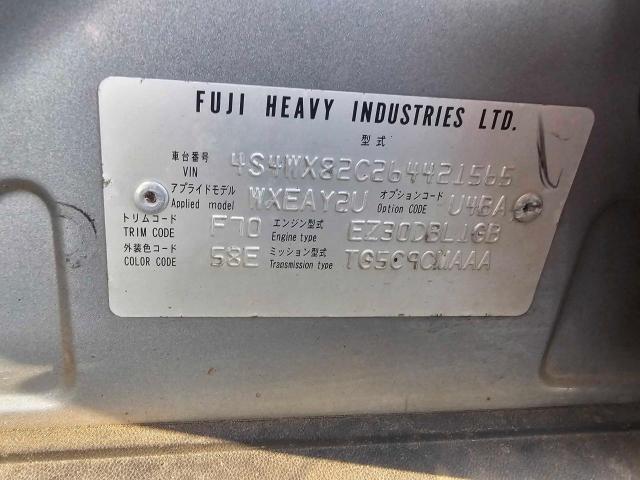 FUJI HEAVY INDUSTRIES LTD.
型式
車台番号 VIN 4S4WX82C264421565
アプライドモデル Applied model WXEAY2U オプションコード Option CODE U4BA
トリムコード TRIM CODE F70 エンジン型式 Engine type EZ30DBL1GB
外装色コード COLOR CODE 58E ミッション型式 Transmission type TG5C9CMAAA